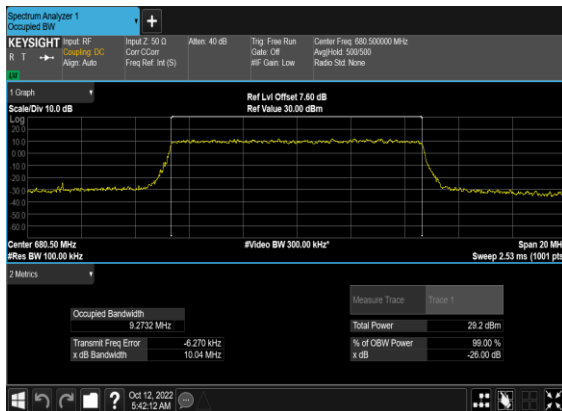 Spectrum Analyzer 1
Occupied BW
KEYSIGHT
R T
Input: RF
Coupling: DC
Align: Auto
Input Z: 50 Ω
Corr CCorr
Freq Ref: Int (S)
Atten: 40 dB
Trig: Free Run
Gate: Off
#IF Gain: Low
Center Freq: 680.500000 MHz
Avg|Hold: 500/500
Radio Std: None
1 Graph
Scale/Div 10.0 dB
Ref Lvl Offset 7.60 dB
Ref Value 30.00 dBm
Log
20.0
10.0
0.00
-10.0
-20.0
-30.0
-40.0
-50.0
-60.0
Center 680.50 MHz
#Res BW 100.00 kHz
#Video BW 300.00 kHz*
Span 20 MH
Sweep 2.53 ms (1001 pts
2 Metrics
Measure Trace
Trace 1
Occupied Bandwidth
9.2732 MHz
Total Power
29.2 dBm
Transmit Freq Error
-6.270 kHz
% of OBW Power
99.00 %
x dB Bandwidth
10.04 MHz
x dB
-26.00 dB
Oct 12, 2022
5:42:12 AM